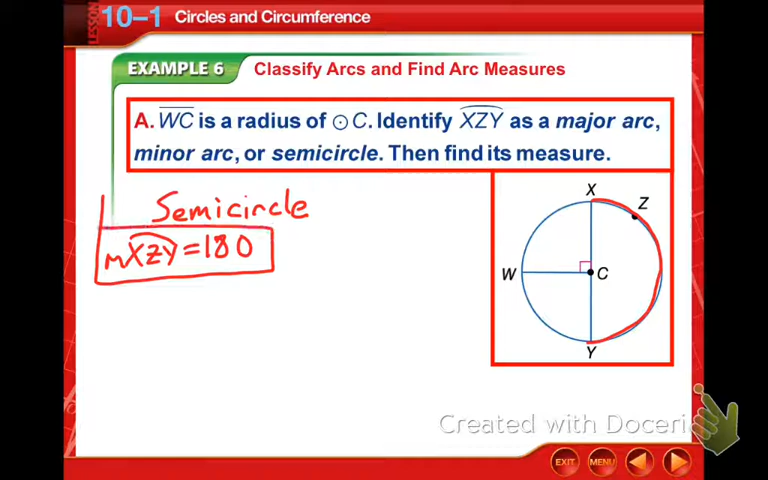 LESSON 10–1 Circles and Circumference
EXAMPLE 6 Classify Arcs and Find Arc Measures
A. WC is a radius of ⊙ C. Identify XZY as a major arc,
minor arc, or semicircle. Then find its measure.
Semicircle
mXZY=180
X
Z
W
C
Y
Created with Doceri
EXIT MENU